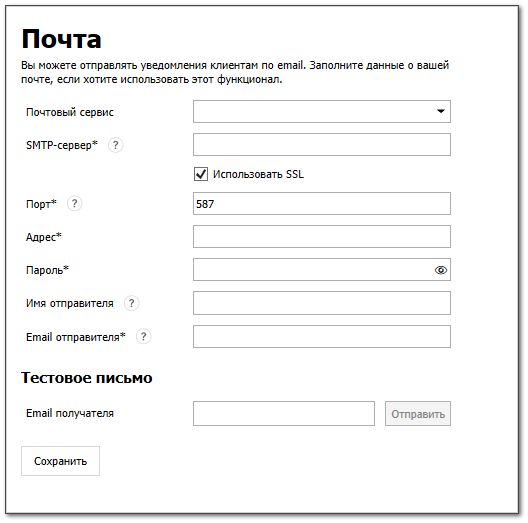 Почта
Вы можете отправлять уведомления клиентам по email. Заполните данные о вашей
почте, если хотите использовать этот функционал.
Почтовый сервис
SMTP-сервер* ?
Использовать SSL
Порт* ? 587
Адрес*
Пароль*
Имя отправителя ?
Email отправителя* ?
Тестовое письмо
Email получателя Отправить
Сохранить